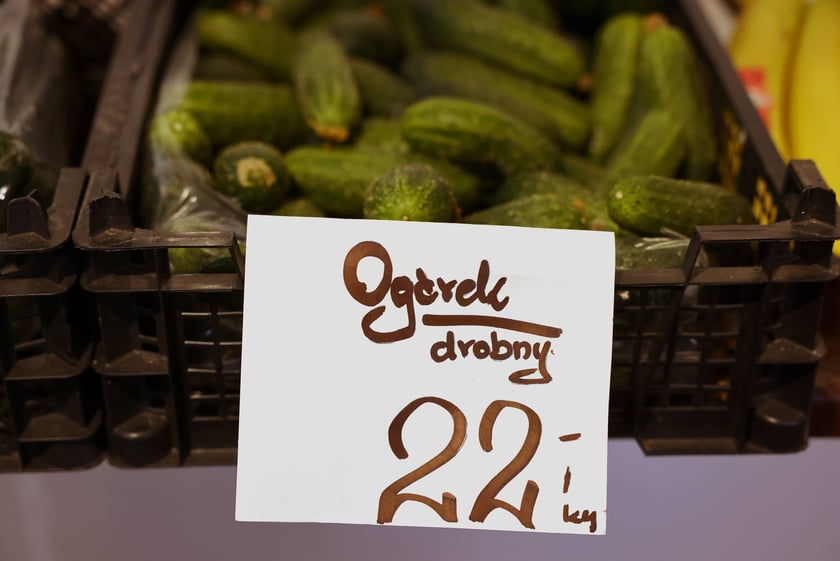 Ogórek
drobny
22,-
/kg